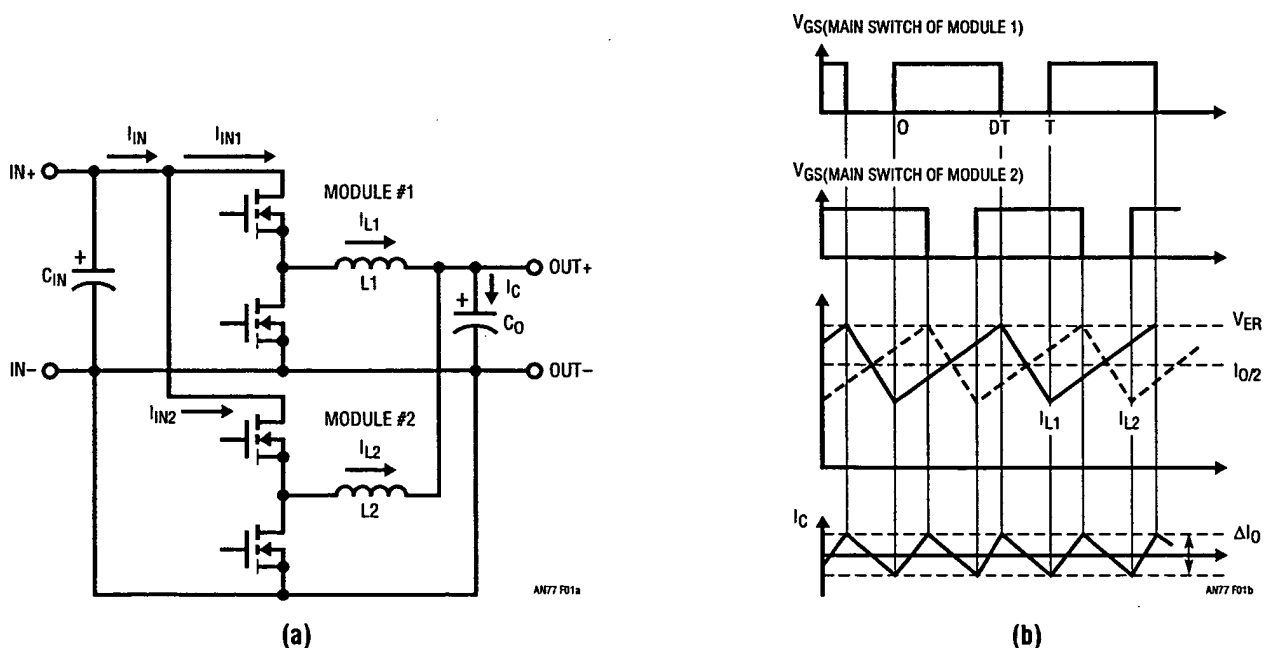 IN+
IIN
IIN1
MODULE #1
IL1
L1
OUT+
CIN
+
IC
+
CO
IN–
OUT–
IIN2
MODULE #2
IL2
L2
AN77 F01a
(a)
VGS(MAIN SWITCH OF MODULE 1)
O
DT
T
VGS(MAIN SWITCH OF MODULE 2)
VER
IO/2
IL1
IL2
IC
ΔIO
AN77 F01b
(b)